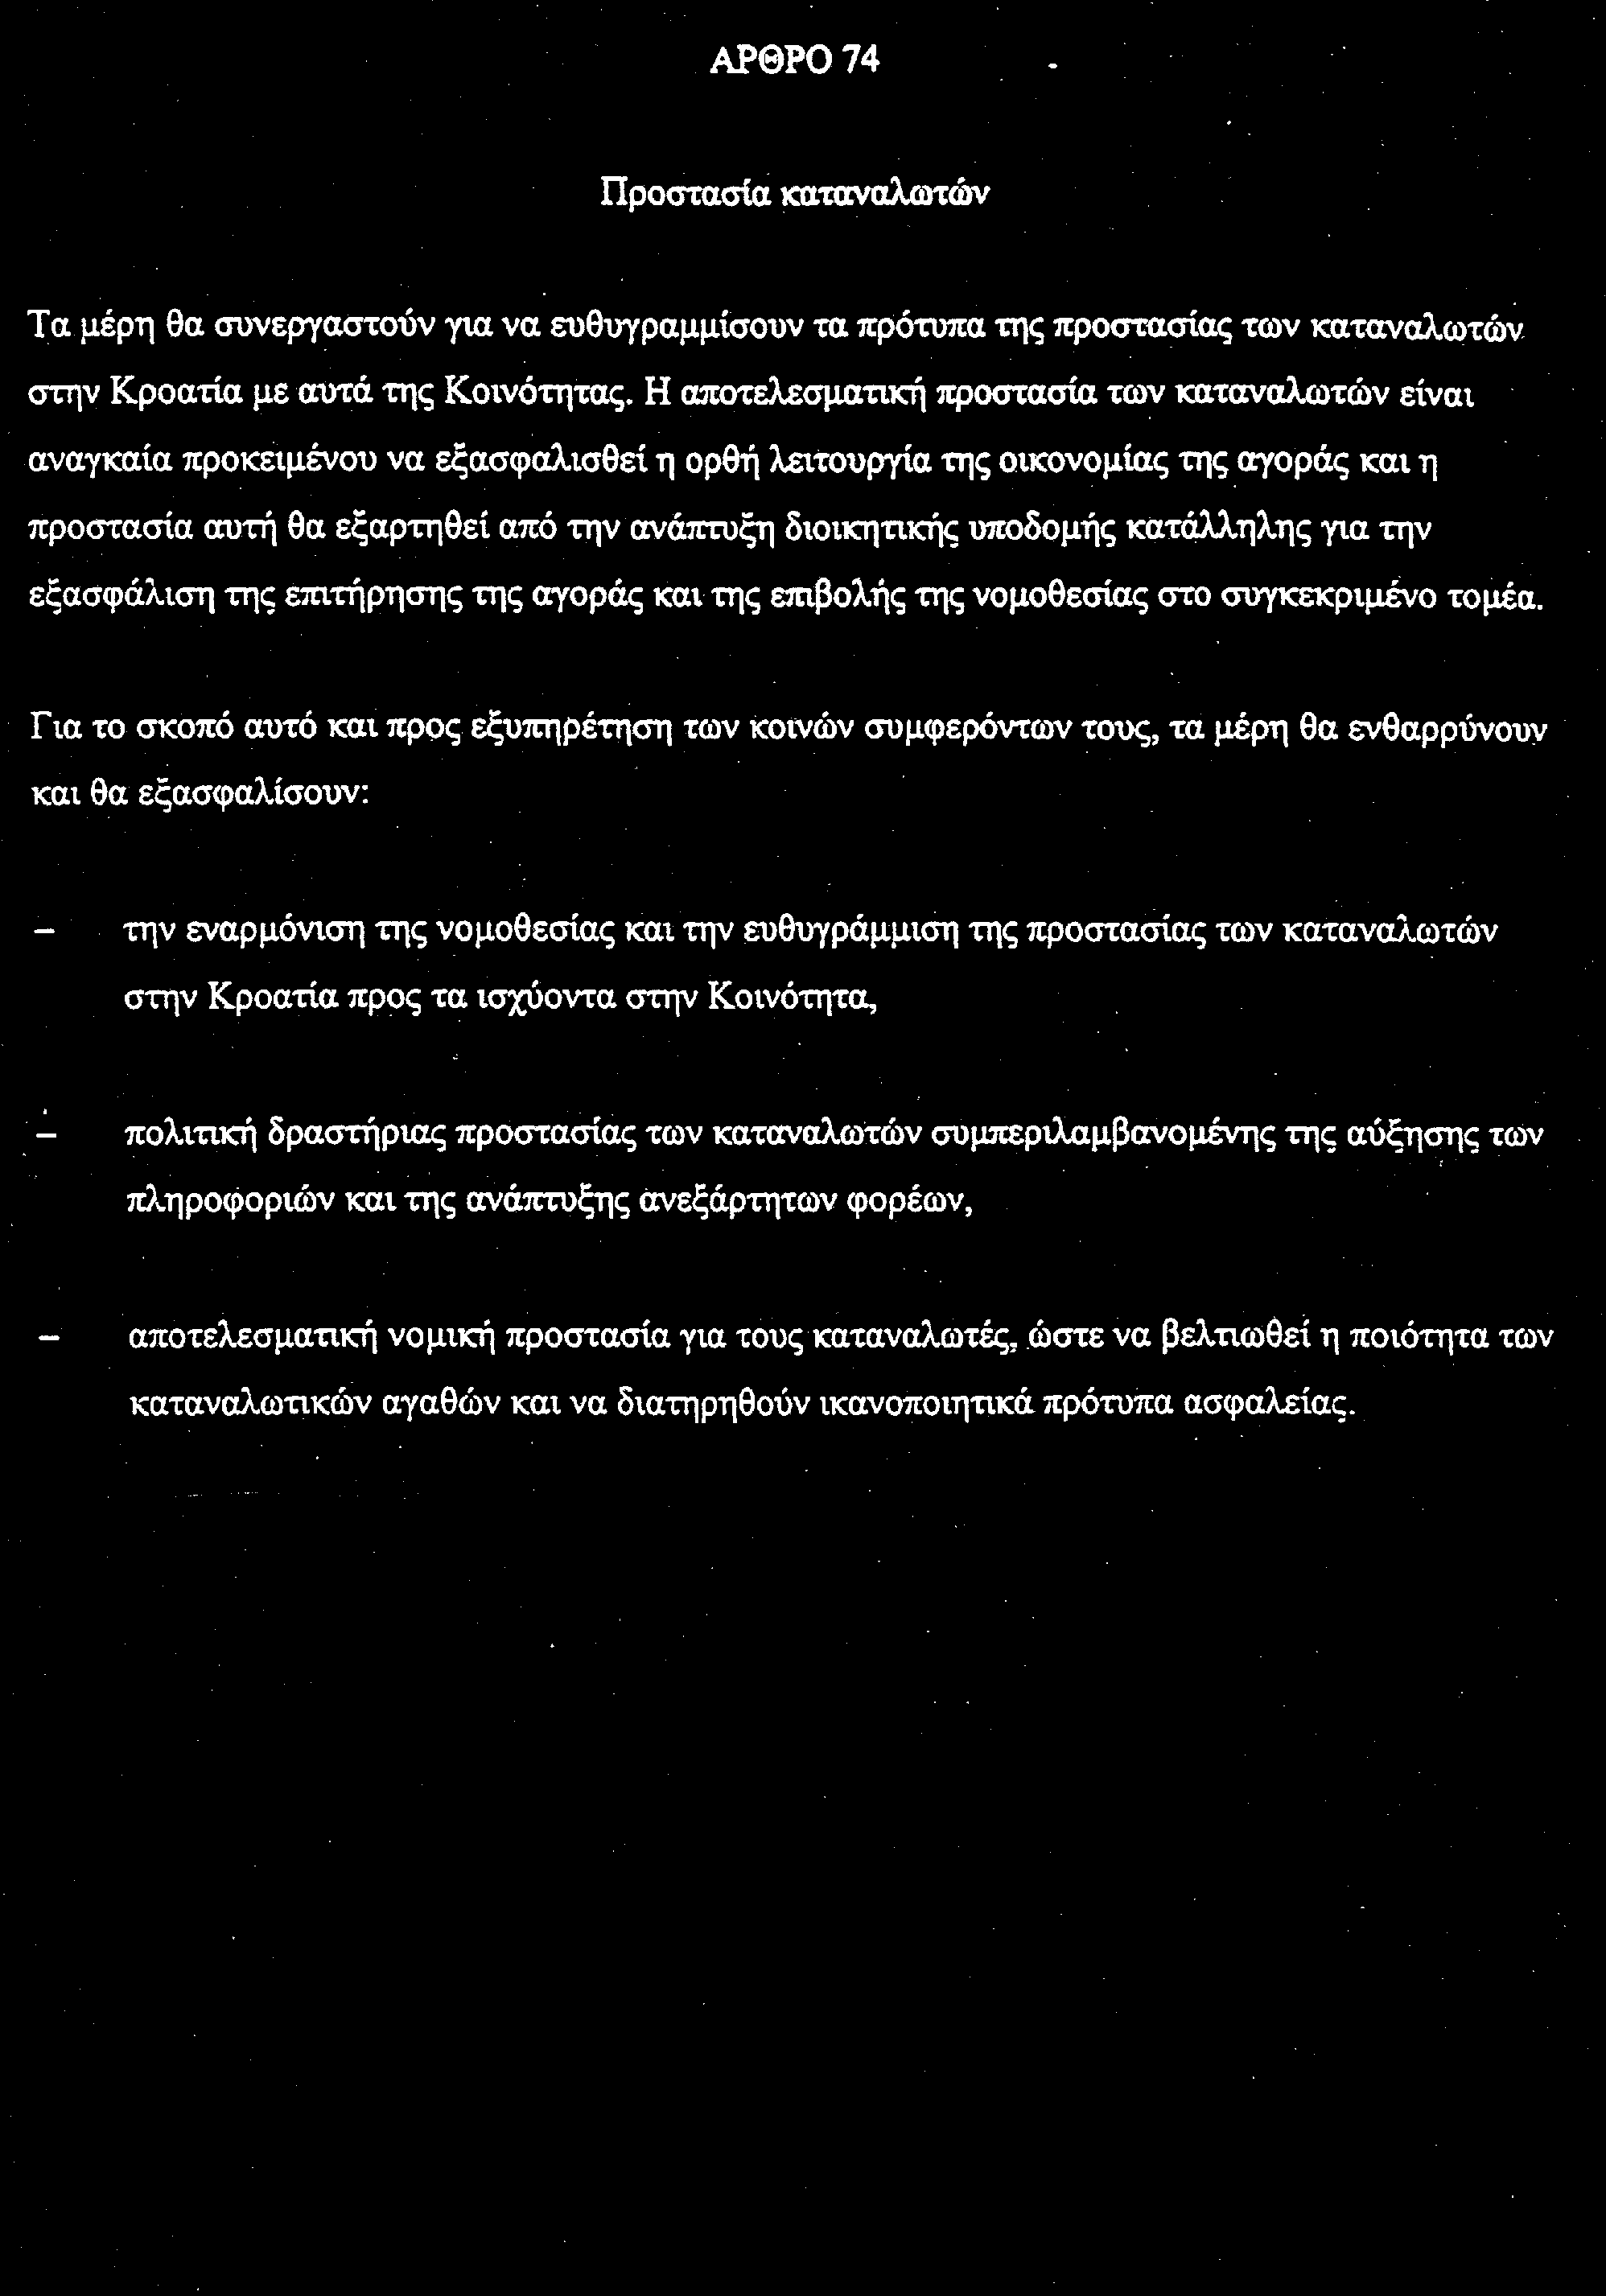 ΑΡΘΡΟ 74
Προστασία καταναλωτών
Τα μέρη θα συνεργαστούν για να ευθυγραμμίσουν τα πρότυπα της προστασίας των καταναλωτών
στην Κροατία με αυτά της Κοινότητας. Η αποτελεσματική προστασία των καταναλωτών είναι
αναγκαία προκειμένου να εξασφαλισθεί η ορθή λειτουργία της οικονομίας της αγοράς και η
προστασία αυτή θα εξαρτηθεί από την ανάπτυξη διοικητικής υποδομής κατάλληλης για την
εξασφάλιση της επιτήρησης της αγοράς και της επιβολής της νομοθεσίας στο συγκεκριμένο τομέα.
Για το σκοπό αυτό και προς εξυπηρέτηση των κοινών συμφερόντων τους, τα μέρη θα ενθαρρύνουν
και θα εξασφαλίσουν:
– την εναρμόνιση της νομοθεσίας και την ευθυγράμμιση της προστασίας των καταναλωτών
στην Κροατία προς τα ισχύοντα στην Κοινότητα,
– πολιτική δραστήριας προστασίας των καταναλωτών συμπεριλαμβανομένης της αύξησης των
πληροφοριών και της ανάπτυξης ανεξάρτητων φορέων,
– αποτελεσματική νομική προστασία για τους καταναλωτές, ώστε να βελτιωθεί η ποιότητα των
καταναλωτικών αγαθών και να διατηρηθούν ικανοποιητικά πρότυπα ασφαλείας.